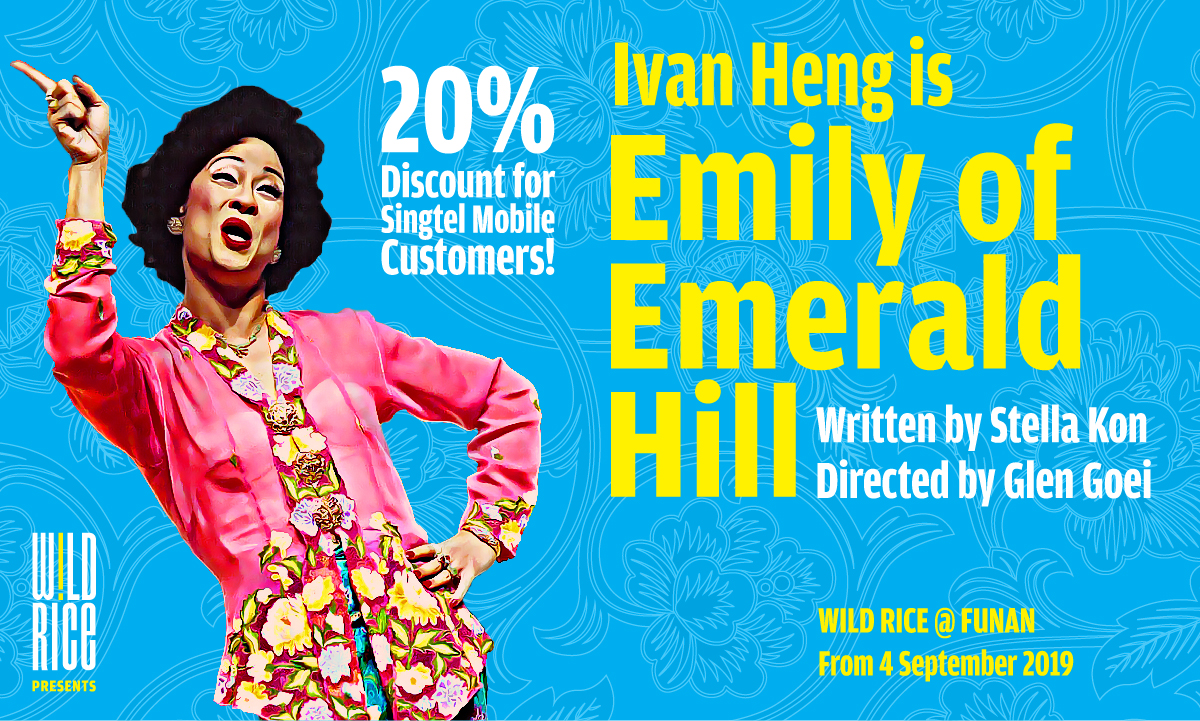 20%
Discount for
Singtel Mobile
Customers!
Ivan Heng is
Emily of
Emerald
Hill
Written by Stella Kon
Directed by Glen Goei
W!LD
RICE
PRESENTS
WILD RICE @ FUNAN
From 4 September 2019